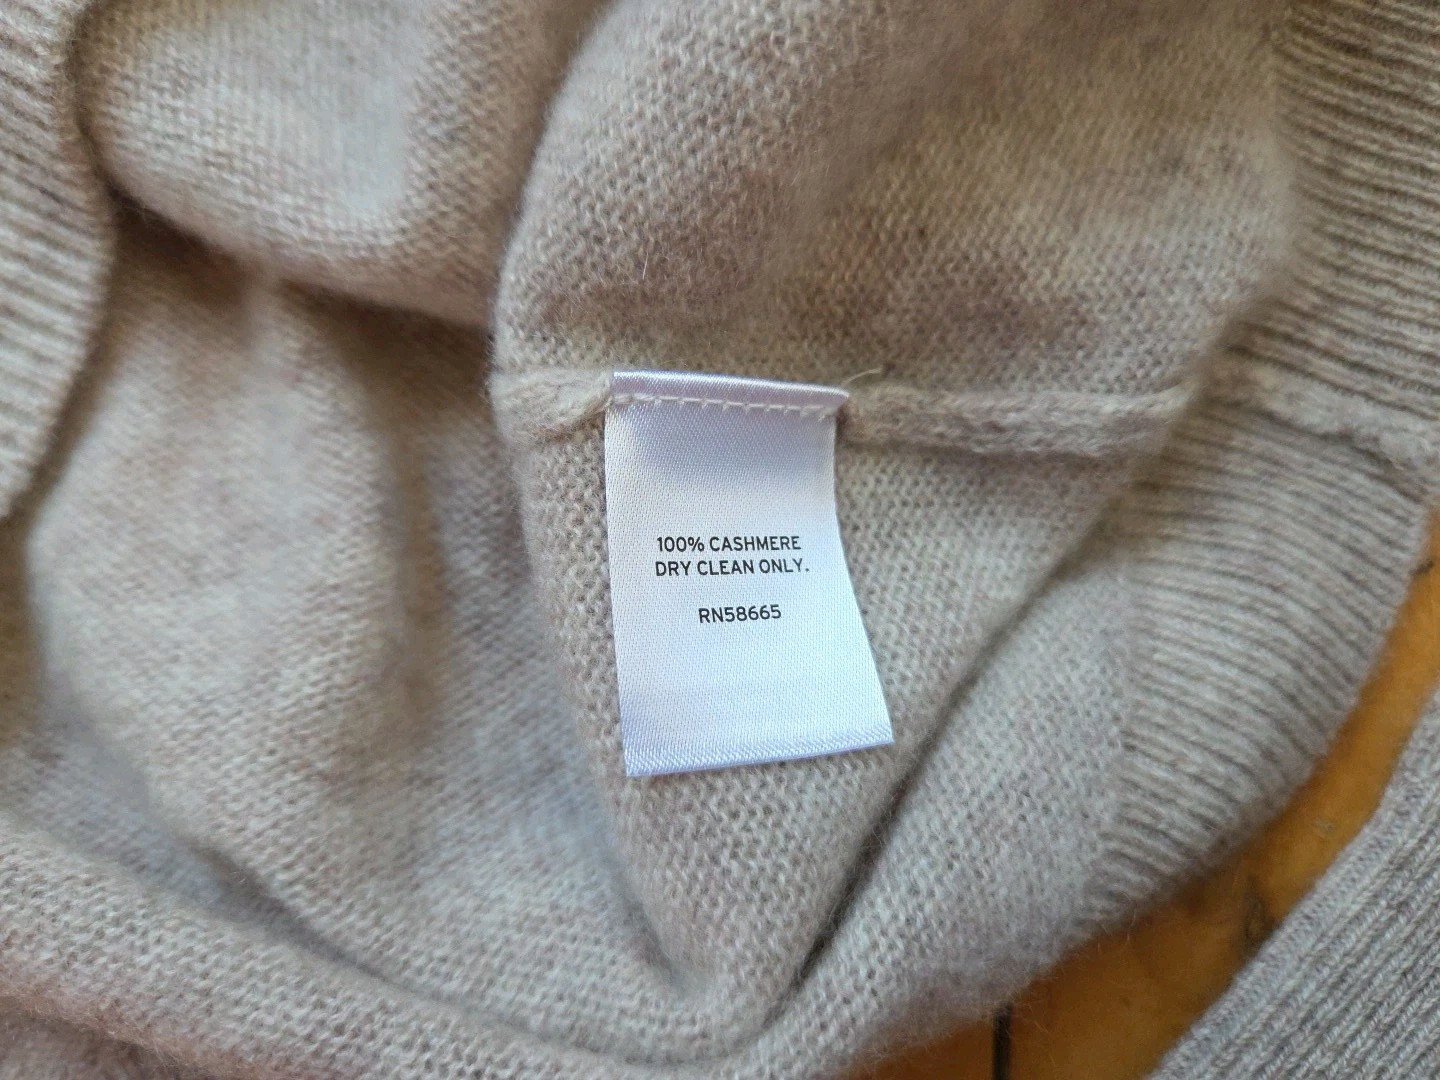 100% CASHMERE
DRY CLEAN ONLY.
RN58665